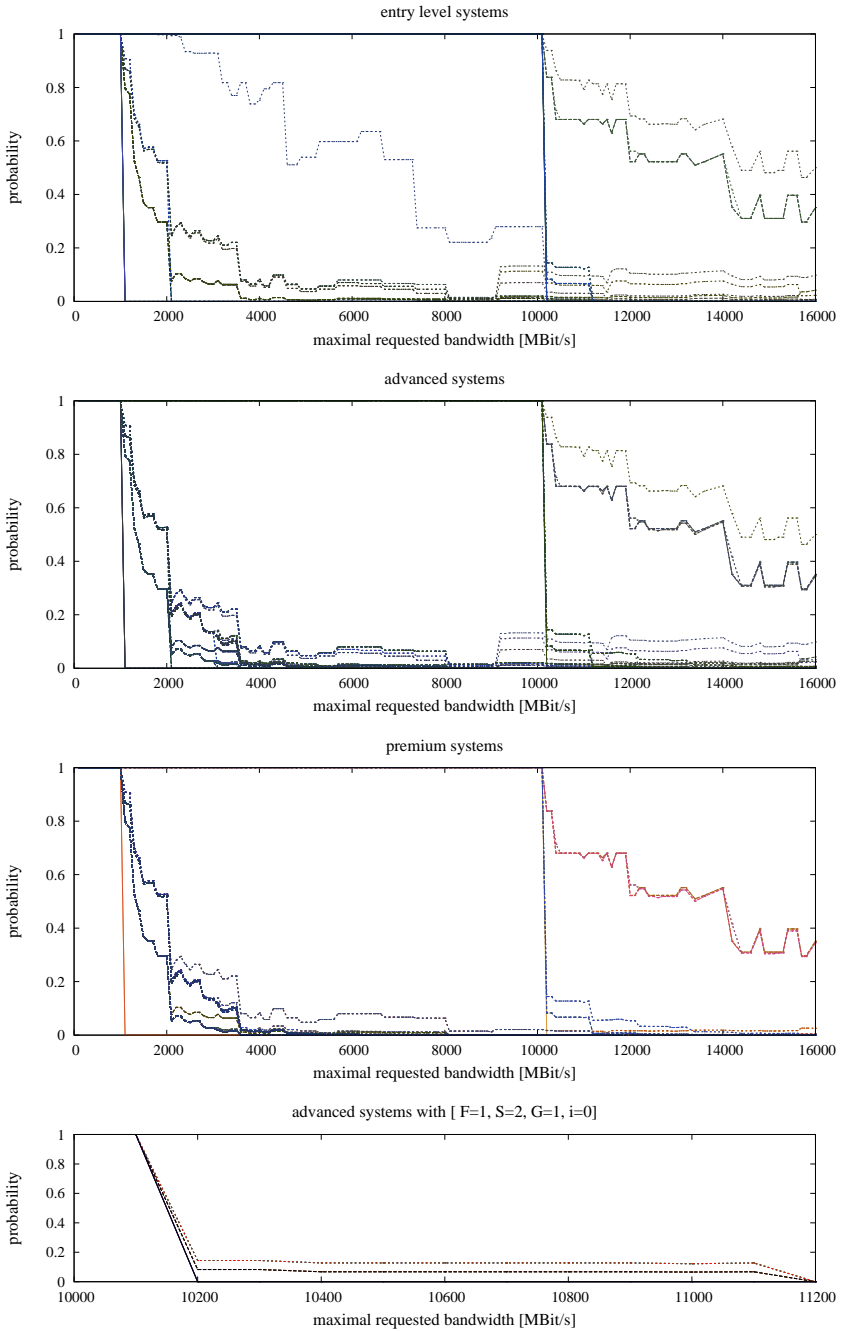 entry level systems
1
0.8
0.6
0.4
0.2
0
probability
0 2000 4000 6000 8000 10000 12000 14000 16000
maximal requested bandwidth [MBit/s]
advanced systems
1
0.8
0.6
0.4
0.2
0
probability
0 2000 4000 6000 8000 10000 12000 14000 16000
maximal requested bandwidth [MBit/s]
premium systems
1
0.8
0.6
0.4
0.2
0
probability
0 2000 4000 6000 8000 10000 12000 14000 16000
maximal requested bandwidth [MBit/s]
advanced systems with [ F=1, S=2, G=1, i=0]
1
0.8
0.6
0.4
0.2
0
probability
10000 10200 10400 10600 10800 11000 11200
maximal requested bandwidth [MBit/s]